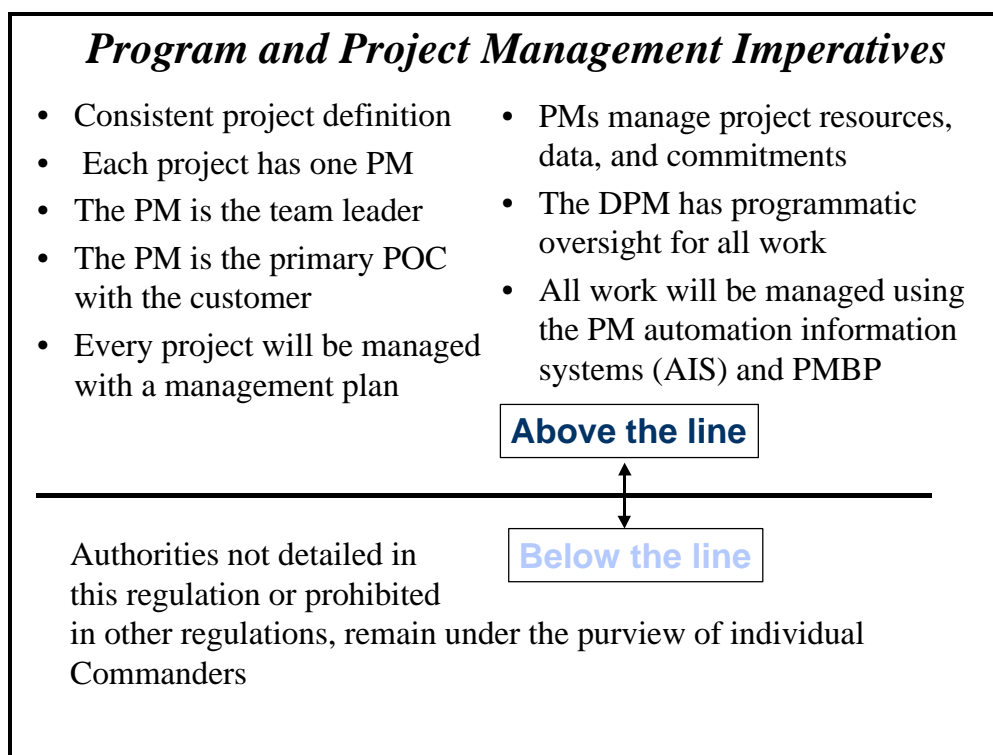 Program and Project Management Imperatives
• Consistent project definition
• Each project has one PM
• The PM is the team leader
• The PM is the primary POC
with the customer
• Every project will be managed
with a management plan
• PMs manage project resources,
data, and commitments
• The DPM has programmatic
oversight for all work
• All work will be managed using
the PM automation information
systems (AIS) and PMBP
Above the line
Below the line
Authorities not detailed in
this regulation or prohibited
in other regulations, remain under the purview of individual
Commanders